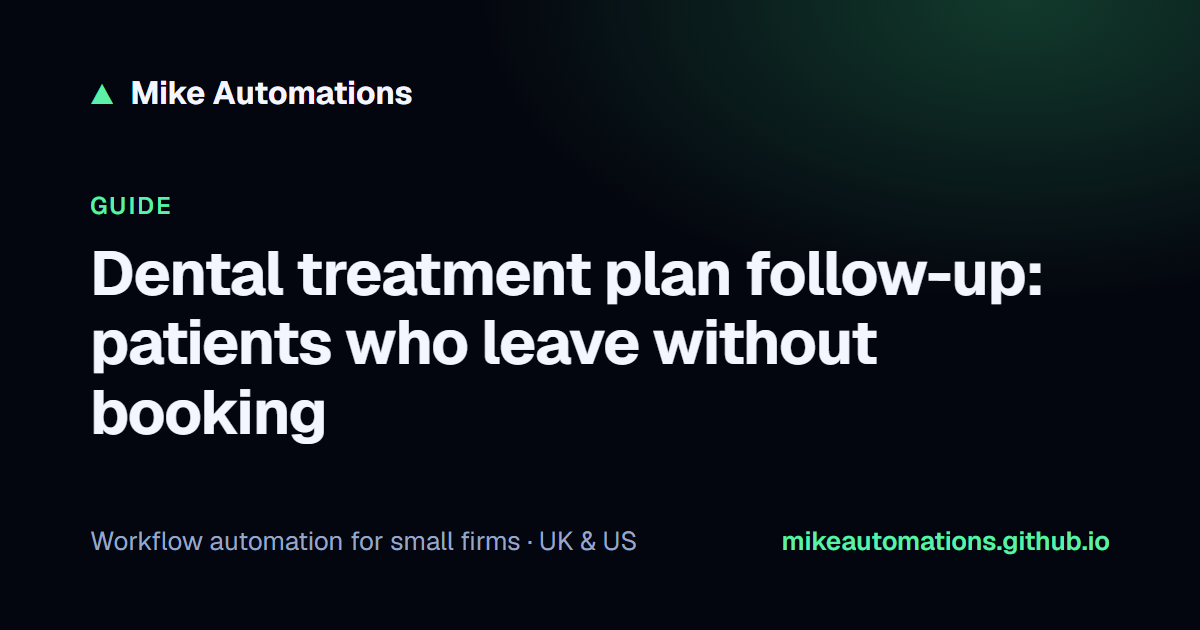 Mike Automations
GUIDE
Dental treatment plan follow-up:
patients who leave without
booking
Workflow automation for small firms · UK & US
mikeautomations.github.io